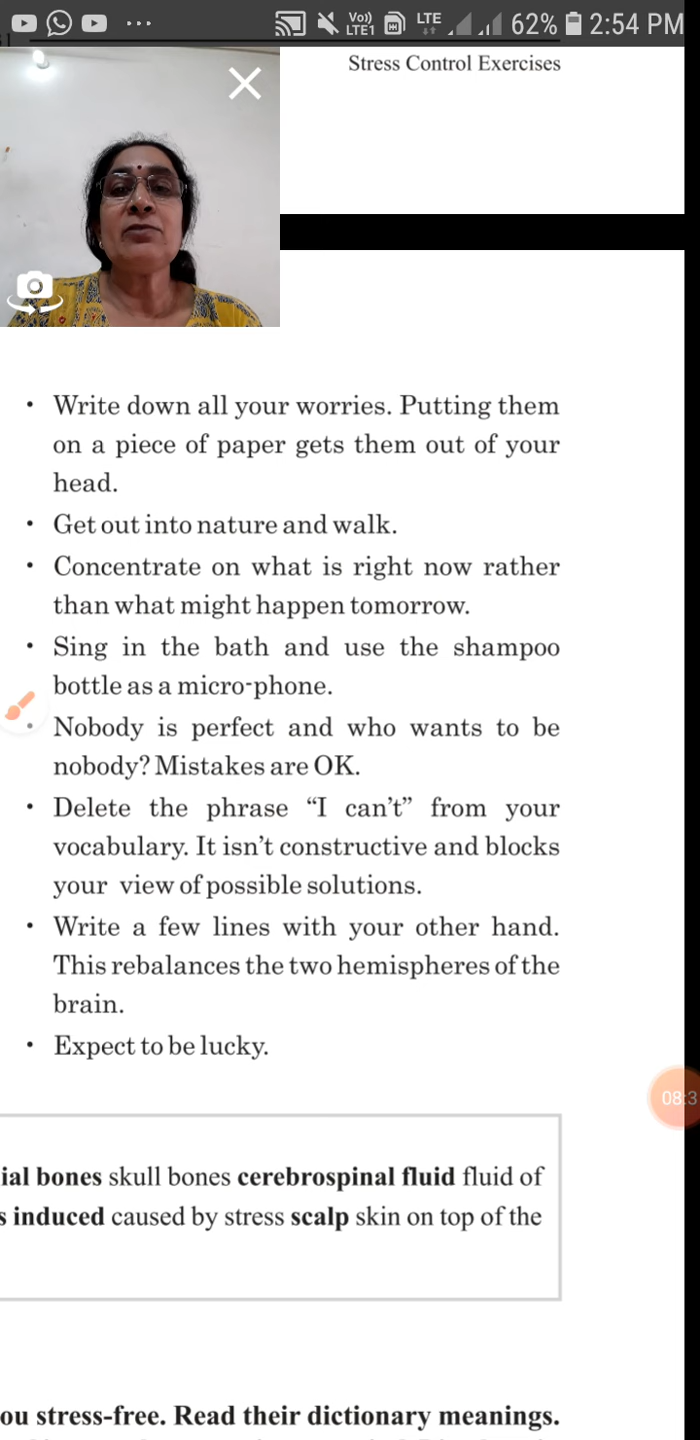 Vo)) LTE 62% 2:54 PM
LTE1
Stress Control Exercises
• Write down all your worries. Putting them
on a piece of paper gets them out of your
head.
• Get out into nature and walk.
• Concentrate on what is right now rather
than what might happen tomorrow.
• Sing in the bath and use the shampoo
bottle as a micro-phone.
• Nobody is perfect and who wants to be
nobody? Mistakes are OK.
• Delete the phrase “I can’t” from your
vocabulary. It isn’t constructive and blocks
your view of possible solutions.
• Write a few lines with your other hand.
This rebalances the two hemispheres of the
brain.
• Expect to be lucky.
08:3
ial bones skull bones cerebrospinal fluid fluid of
s induced caused by stress scalp skin on top of the
ou stress-free. Read their dictionary meanings.